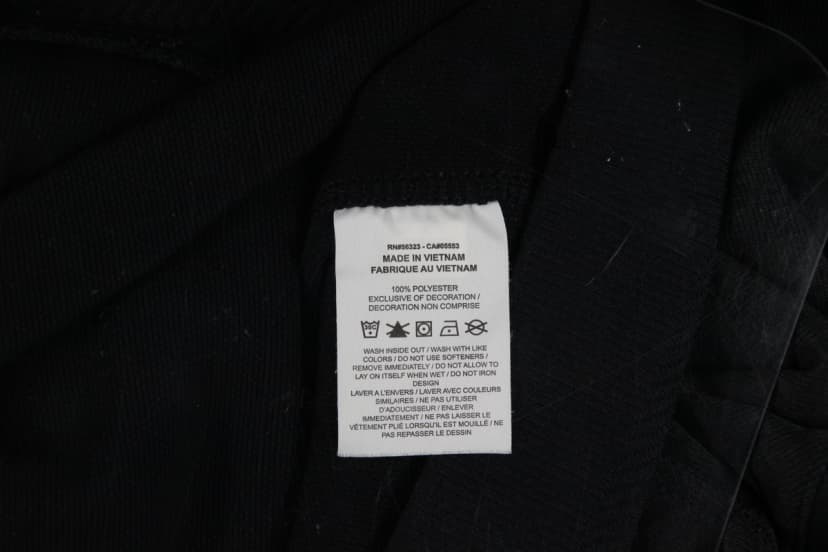 RN#56323 - CA#05553
MADE IN VIETNAM
FABRIQUE AU VIETNAM
100% POLYESTER
EXCLUSIVE OF DECORATION /
DECORATION NON COMPRISE
30C
WASH INSIDE OUT / WASH WITH LIKE
COLORS / DO NOT USE SOFTENERS /
REMOVE IMMEDIATELY / DO NOT ALLOW TO
LAY ON ITSELF WHEN WET / DO NOT IRON
DESIGN
LAVER A L'ENVERS / LAVER AVEC COULEURS
SIMILAIRES / NE PAS UTILISER
D'ADOUCISSEUR / ENLEVER
IMMEDIATEMENT / NE PAS LAISSER LE
VÊTEMENT PLIÉ LORSQU'IL EST MOUILLÉ / NE
PAS REPASSER LE DESSIN